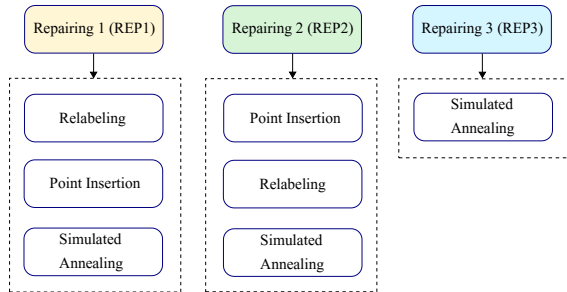 Repairing 1 (REP1)
Relabeling
Point Insertion
Simulated
Annealing
Repairing 2 (REP2)
Point Insertion
Relabeling
Simulated
Annealing
Repairing 3 (REP3)
Simulated
Annealing